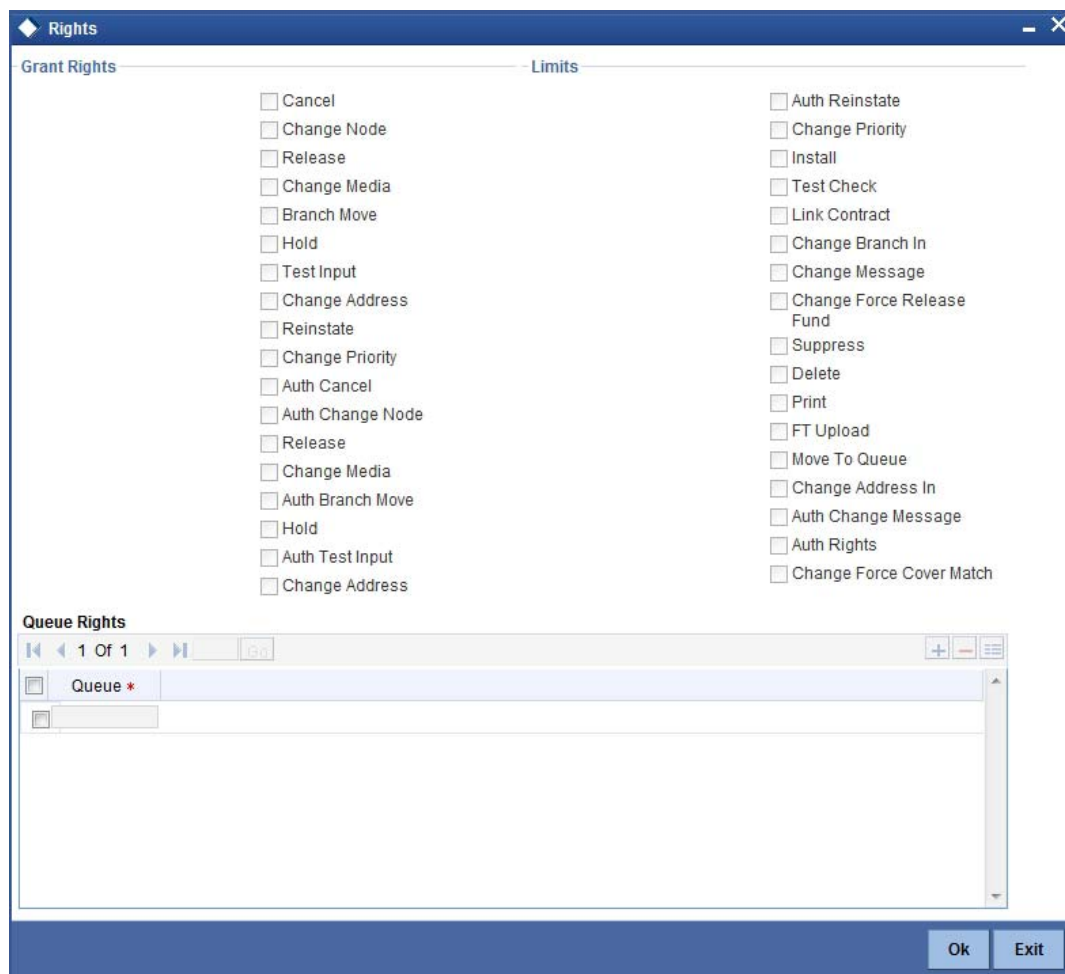 Rights
Grant Rights
Cancel
Change Node
Release
Change Media
Branch Move
Hold
Test Input
Change Address
Reinstate
Change Priority
Auth Cancel
Auth Change Node
Release
Change Media
Auth Branch Move
Hold
Auth Test Input
Change Address
Limits
Auth Reinstate
Change Priority
Install
Test Check
Link Contract
Change Branch In
Change Message
Change Force Release
Fund
Suppress
Delete
Print
FT Upload
Move To Queue
Change Address In
Auth Change Message
Auth Rights
Change Force Cover Match
Queue Rights
1 Of 1 Go
Queue *
Ok Exit